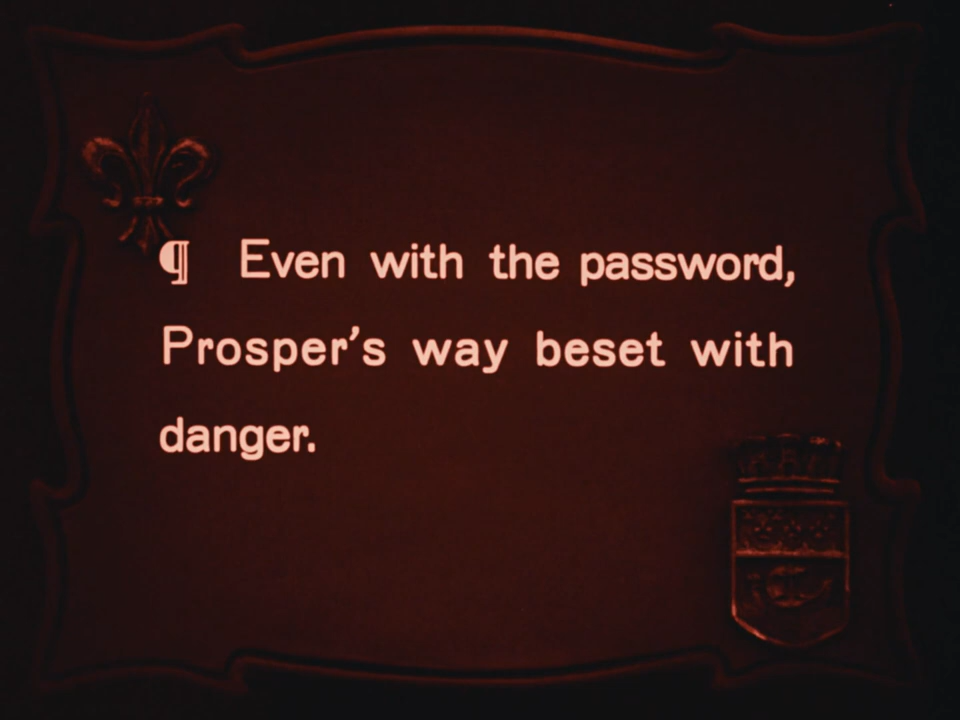 ¶ Even with the password,
Prosper's way beset with
danger.